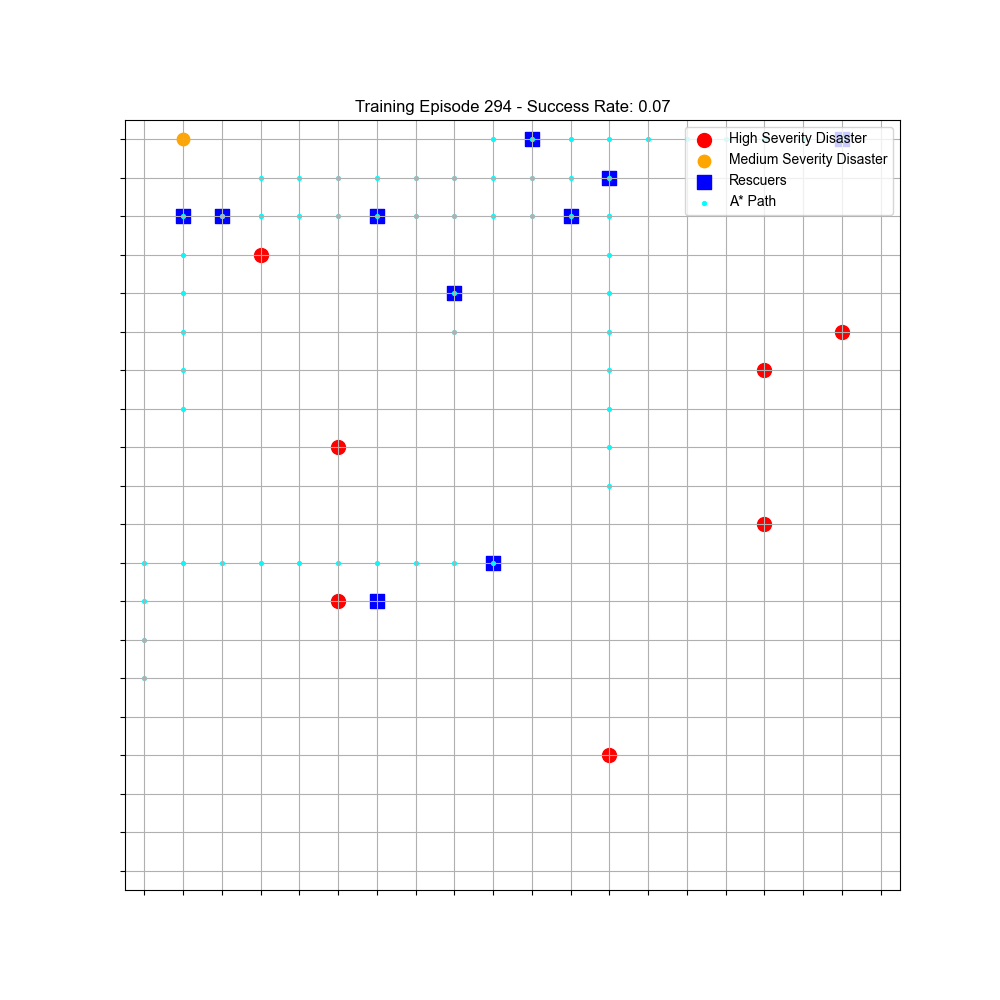 Training Episode 294 - Success Rate: 0.07
High Severity Disaster
Medium Severity Disaster
Rescuers
A* Path